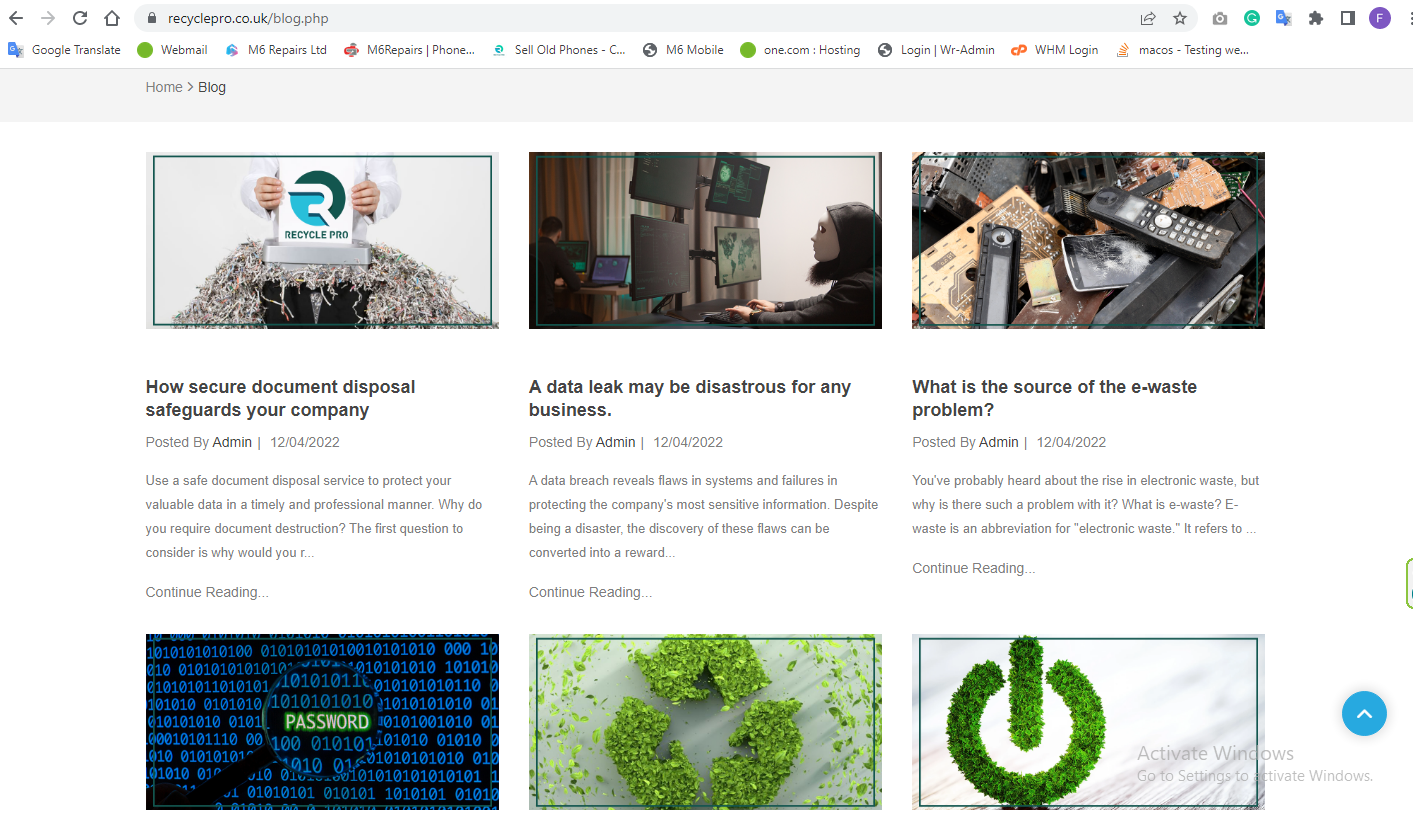 recyclepro.co.uk/blog.php
F
Google Translate
Webmail
M6 Repairs Ltd
M6Repairs | Phone...
Sell Old Phones - C...
M6 Mobile
one.com : Hosting
Login | Wr-Admin
WHM Login
macos - Testing we...
Home > Blog
RECYCLE PRO
How secure document disposal
safeguards your company
Posted By Admin | 12/04/2022
Use a safe document disposal service to protect your
valuable data in a timely and professional manner. Why do
you require document destruction? The first question to
consider is why would you r...
Continue Reading...
A data leak may be disastrous for any
business.
Posted By Admin | 12/04/2022
A data breach reveals flaws in systems and failures in
protecting the company's most sensitive information. Despite
being a disaster, the discovery of these flaws can be
converted into a reward...
Continue Reading...
What is the source of the e-waste
problem?
Posted By Admin | 12/04/2022
You've probably heard about the rise in electronic waste, but
why is there such a problem with it? What is e-waste? E-
waste is an abbreviation for "electronic waste." It refers to ...
Continue Reading...
PASSWORD
Activate Windows
Go to Settings to activate Windows.